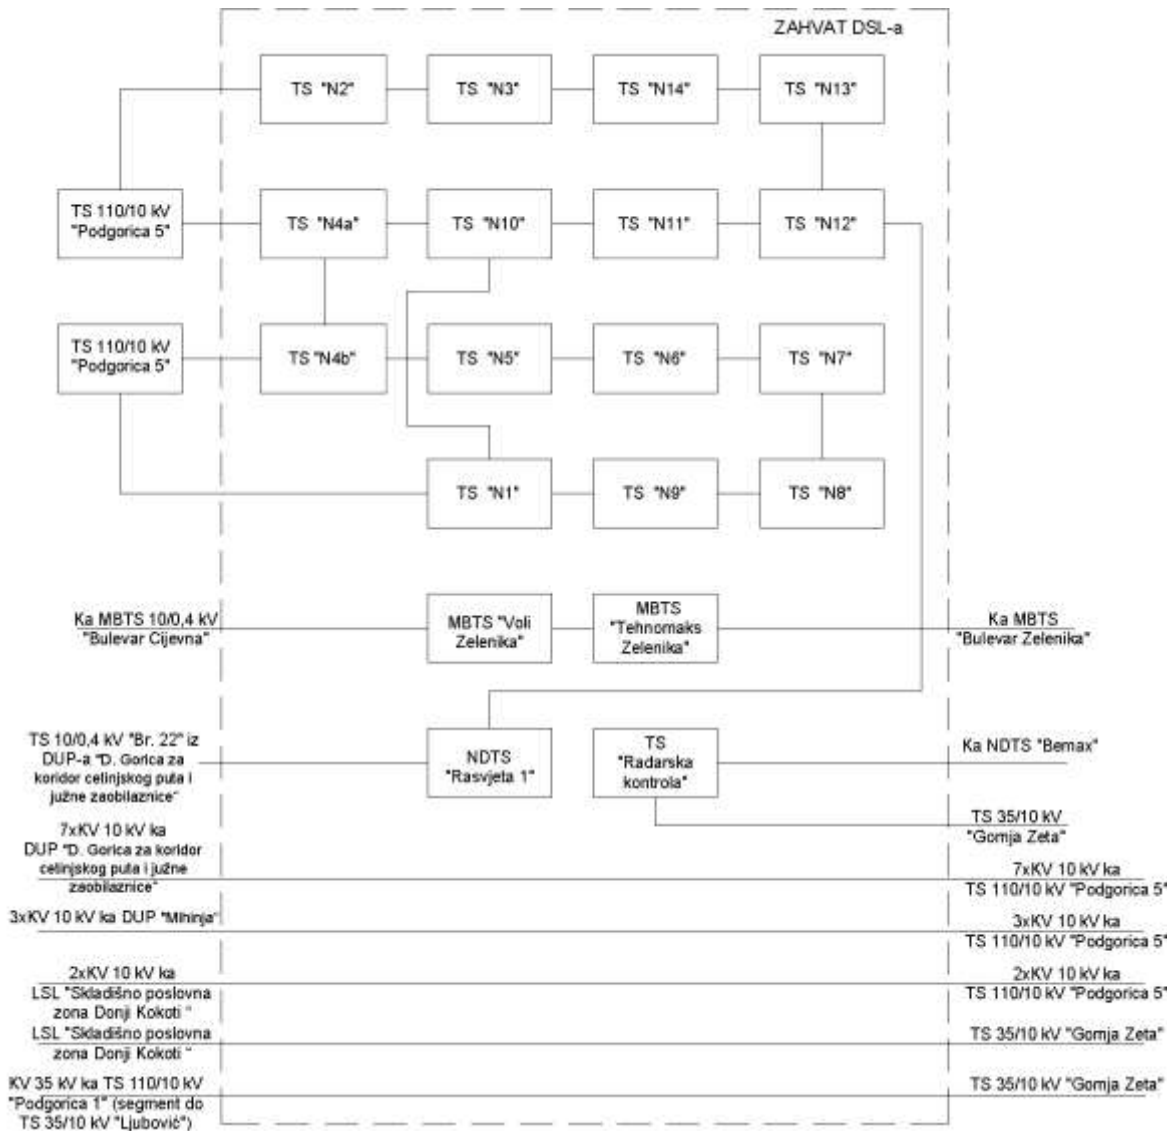 ZAHVAT DSL-a
TS "N2"
TS "N3"
TS "N14"
TS "N13"
TS 110/10 kV
"Podgorica 5"
TS "N4a"
TS "N10"
TS "N11"
TS "N12"
TS 110/10 kV
"Podgorica 5"
TS "N4b"
TS "N5"
TS "N6"
TS "N7"
TS "N1"
TS "N9"
TS "N8"
Ka MBTS 10/0,4 kV
"Bulevar Cijevna"
MBTS "Voli
Zelenika"
MBTS
"Tehnomaks
Zelenika"
Ka MBTS
"Bulevar Zelenika"
TS 10/0,4 kV "Br. 22" iz
DUP-a "D. Gorica za
koridor cetinjskog puta i
južne zaobilaznice"
NDTS
"Rasvjeta 1"
TS
"Radarska
kontrola"
Ka NDTS "Bemax"
TS 35/10 kV
"Gornja Zeta"
7xKV 10 kV ka
DUP "D. Gorica za koridor
cetinjskog puta i južne
zaobilaznice"
7xKV 10 kV ka
TS 110/10 kV "Podgorica 5"
3xKV 10 kV ka DUP "Mihinja"
3xKV 10 kV ka
TS 110/10 kV "Podgorica 5"
2xKV 10 kV ka
LSL "Skladišno poslovna
zona Donji Kokoti "
2xKV 10 kV ka
TS 110/10 kV "Podgorica 5"
LSL "Skladišno poslovna
zona Donji Kokoti "
TS 35/10 kV "Gornja Zeta"
KV 35 kV ka TS 110/10 kV
"Podgorica 1" (segment do
TS 35/10 kV "Ljubović")
TS 35/10 kV "Gornja Zeta"